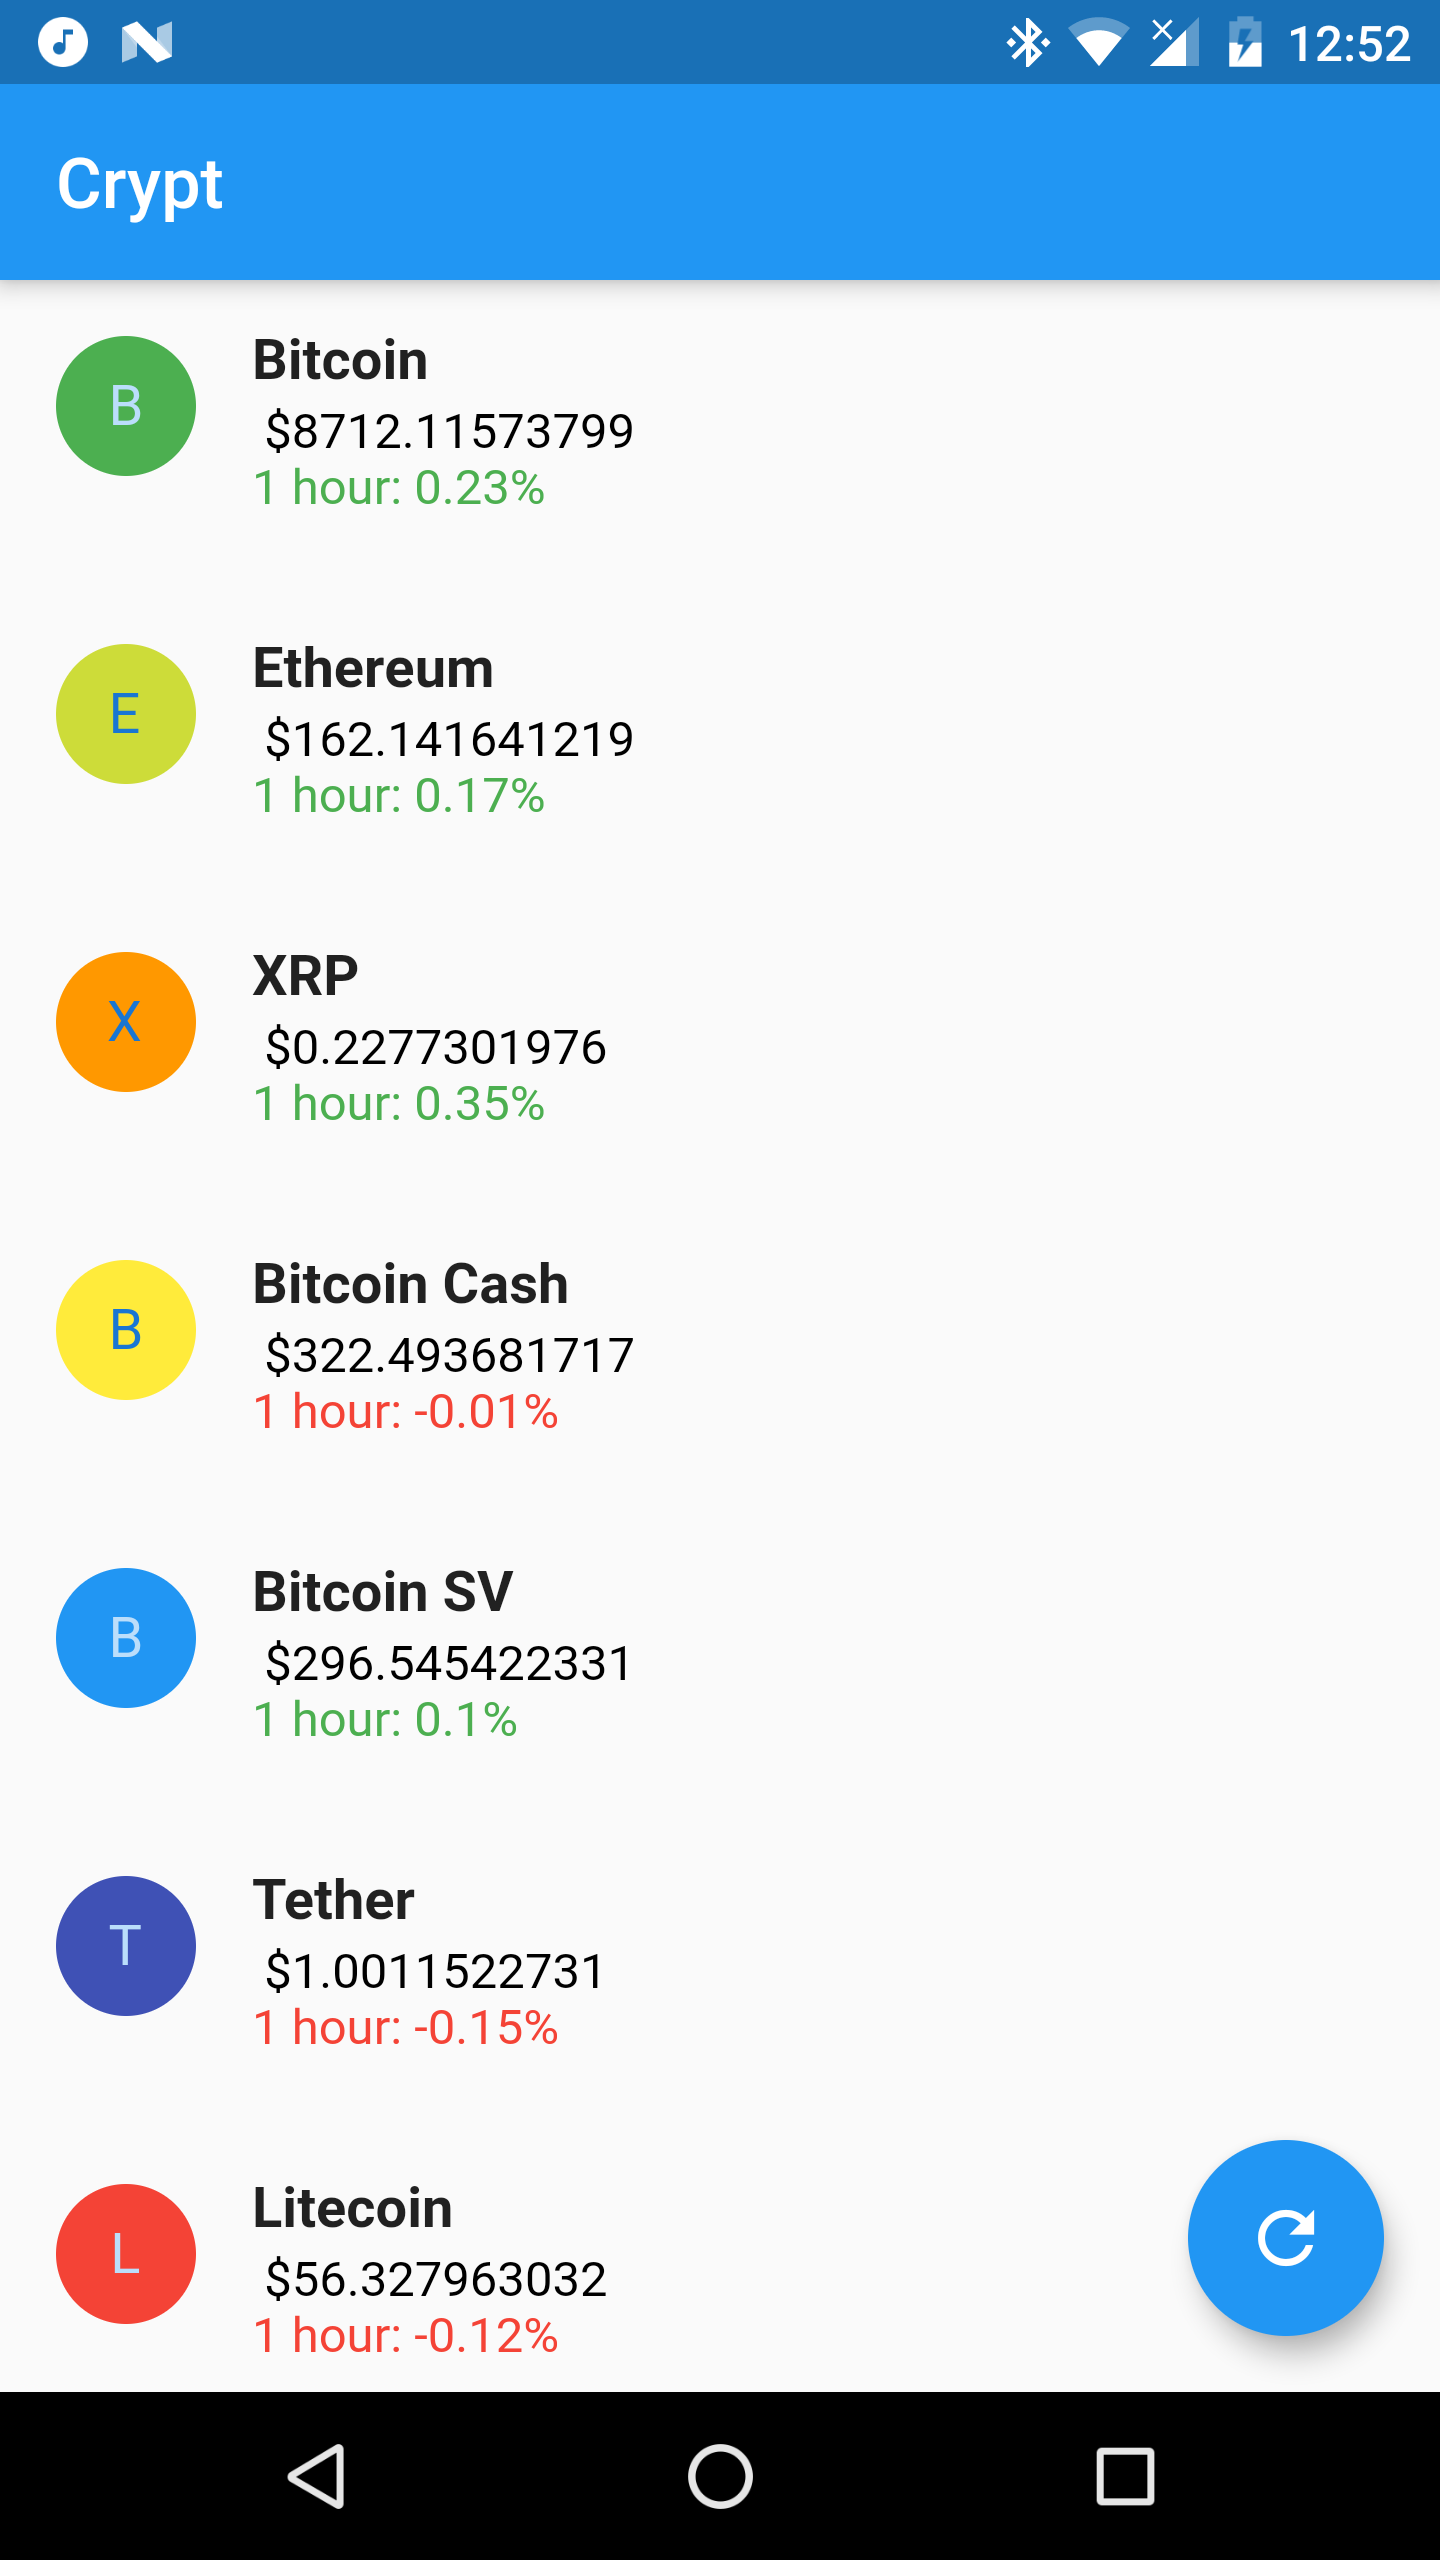 12:52
Crypt
B
Bitcoin
$8712.11573799
1 hour: 0.23%
E
Ethereum
$162.141641219
1 hour: 0.17%
X
XRP
$0.2277301976
1 hour: 0.35%
B
Bitcoin Cash
$322.493681717
1 hour: -0.01%
B
Bitcoin SV
$296.545422331
1 hour: 0.1%
T
Tether
$1.0011522731
1 hour: -0.15%
L
Litecoin
$56.327963032
1 hour: -0.12%